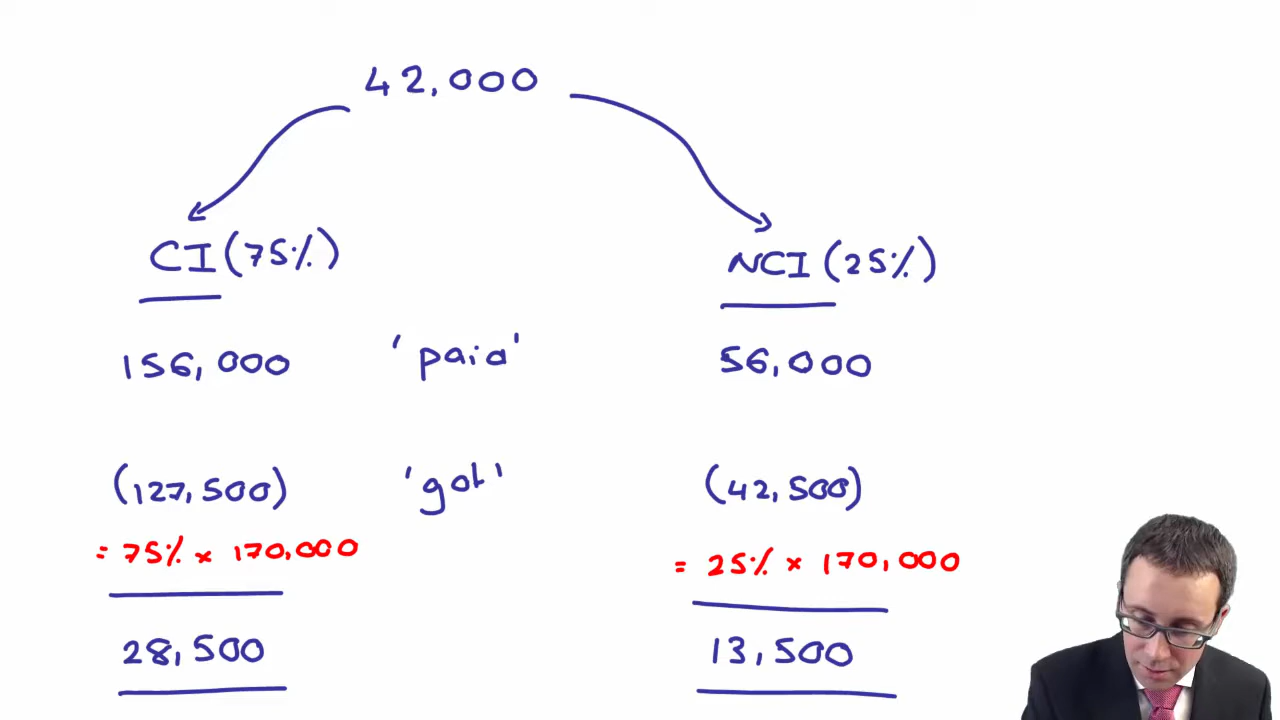 42,000
CI (75%)
NCI (25%)
156,000 'paid' 56,000
(127,500) 'got' (42,500)
= 75% × 170,000
= 25% × 170,000
28,500 13,500